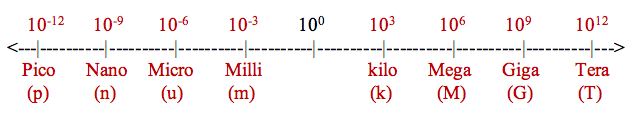 10⁻¹² 10⁻⁹ 10⁻⁶ 10⁻³ 10⁰ 10³ 10⁶ 10⁹ 10¹²
Pico Nano Micro Milli kilo Mega Giga Tera
(p) (n) (u) (m) (k) (M) (G) (T)